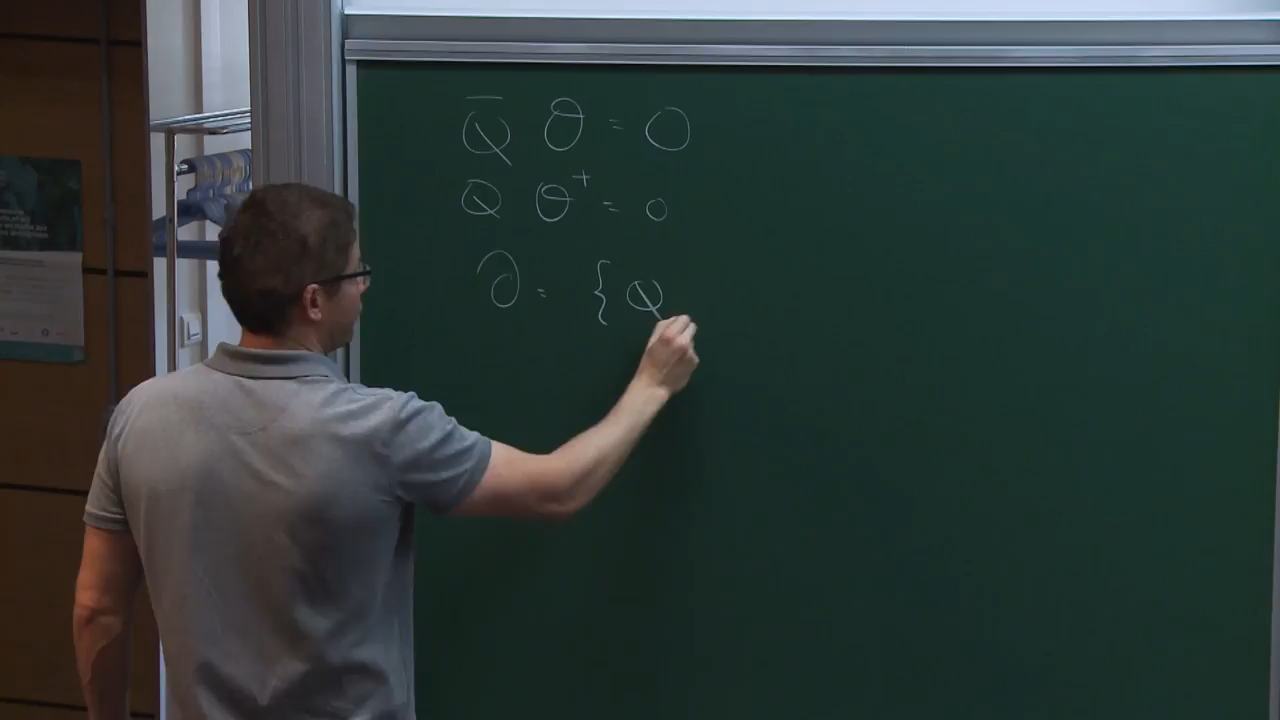 Q̅ O = 0
Q O⁺ = 0
∂ = { Q